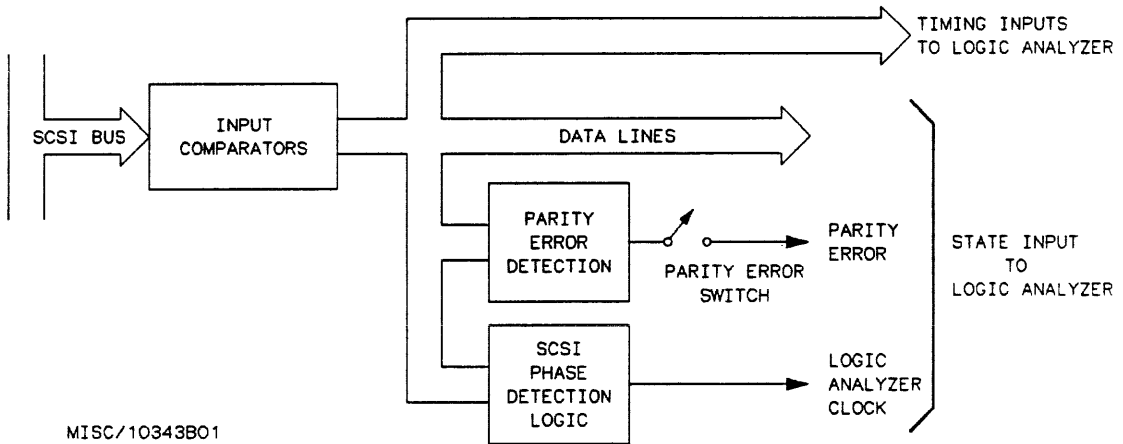 TIMING INPUTS
TO LOGIC ANALYZER
SCSI BUS
INPUT
COMPARATORS
DATA LINES
PARITY
ERROR
DETECTION
PARITY ERROR
SWITCH
PARITY
ERROR
STATE INPUT
TO
LOGIC ANALYZER
SCSI
PHASE
DETECTION
LOGIC
LOGIC
ANALYZER
CLOCK
MISC/10343B01